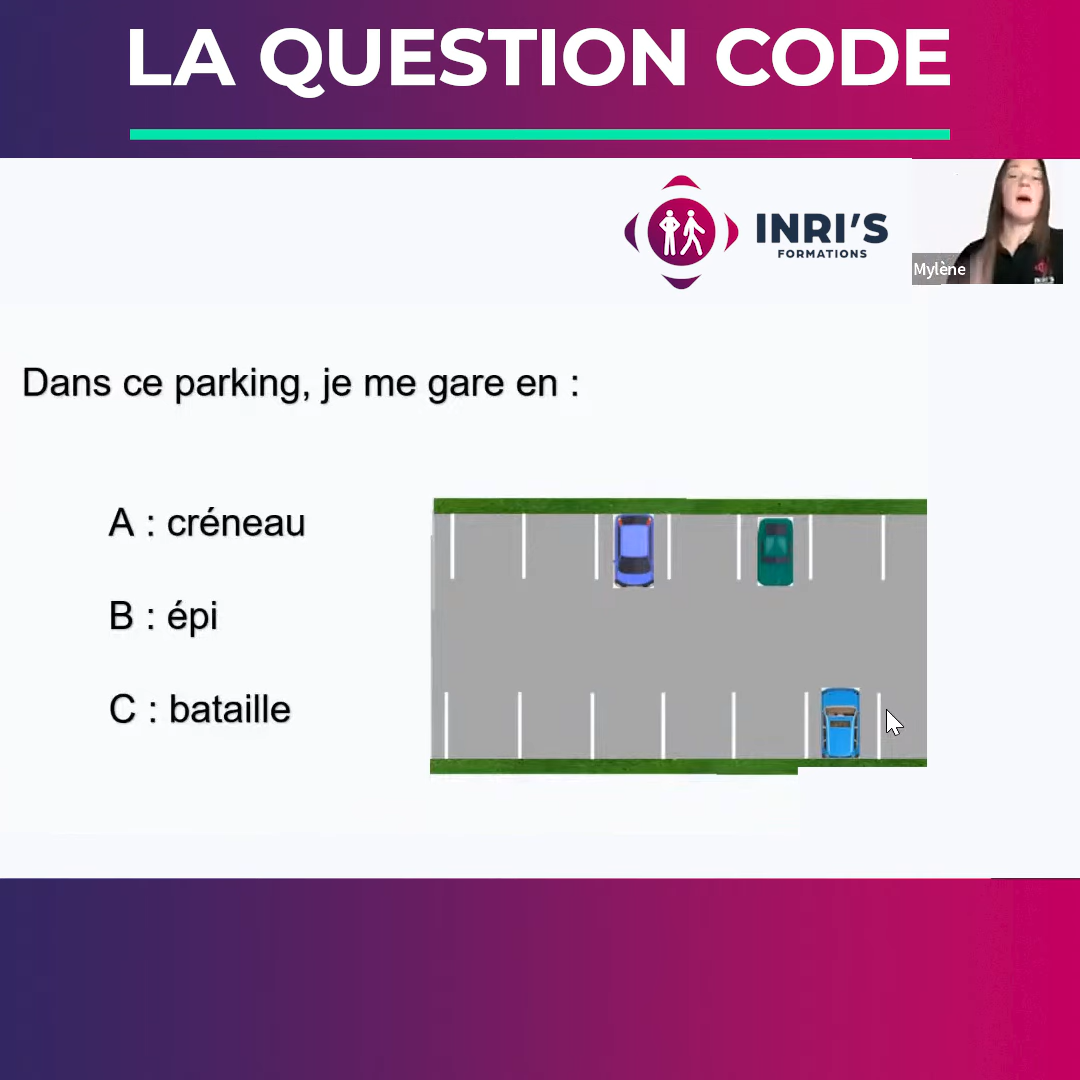 LA QUESTION CODE
INRI'S
FORMATIONS
Mylène
Dans ce parking, je me gare en :
A : créneau
B : épi
C : bataille